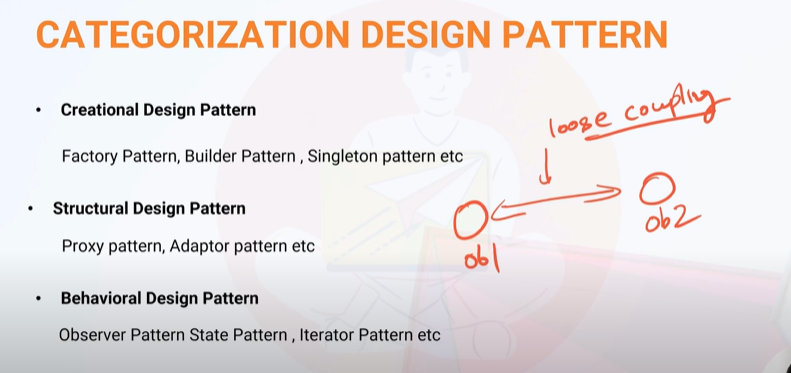 CATEGORIZATION DESIGN PATTERN
• Creational Design Pattern
Factory Pattern, Builder Pattern , Singleton pattern etc
loose coupling
• Structural Design Pattern
Proxy pattern, Adaptor pattern etc
ob1
ob2
• Behavioral Design Pattern
Observer Pattern State Pattern , Iterator Pattern etc